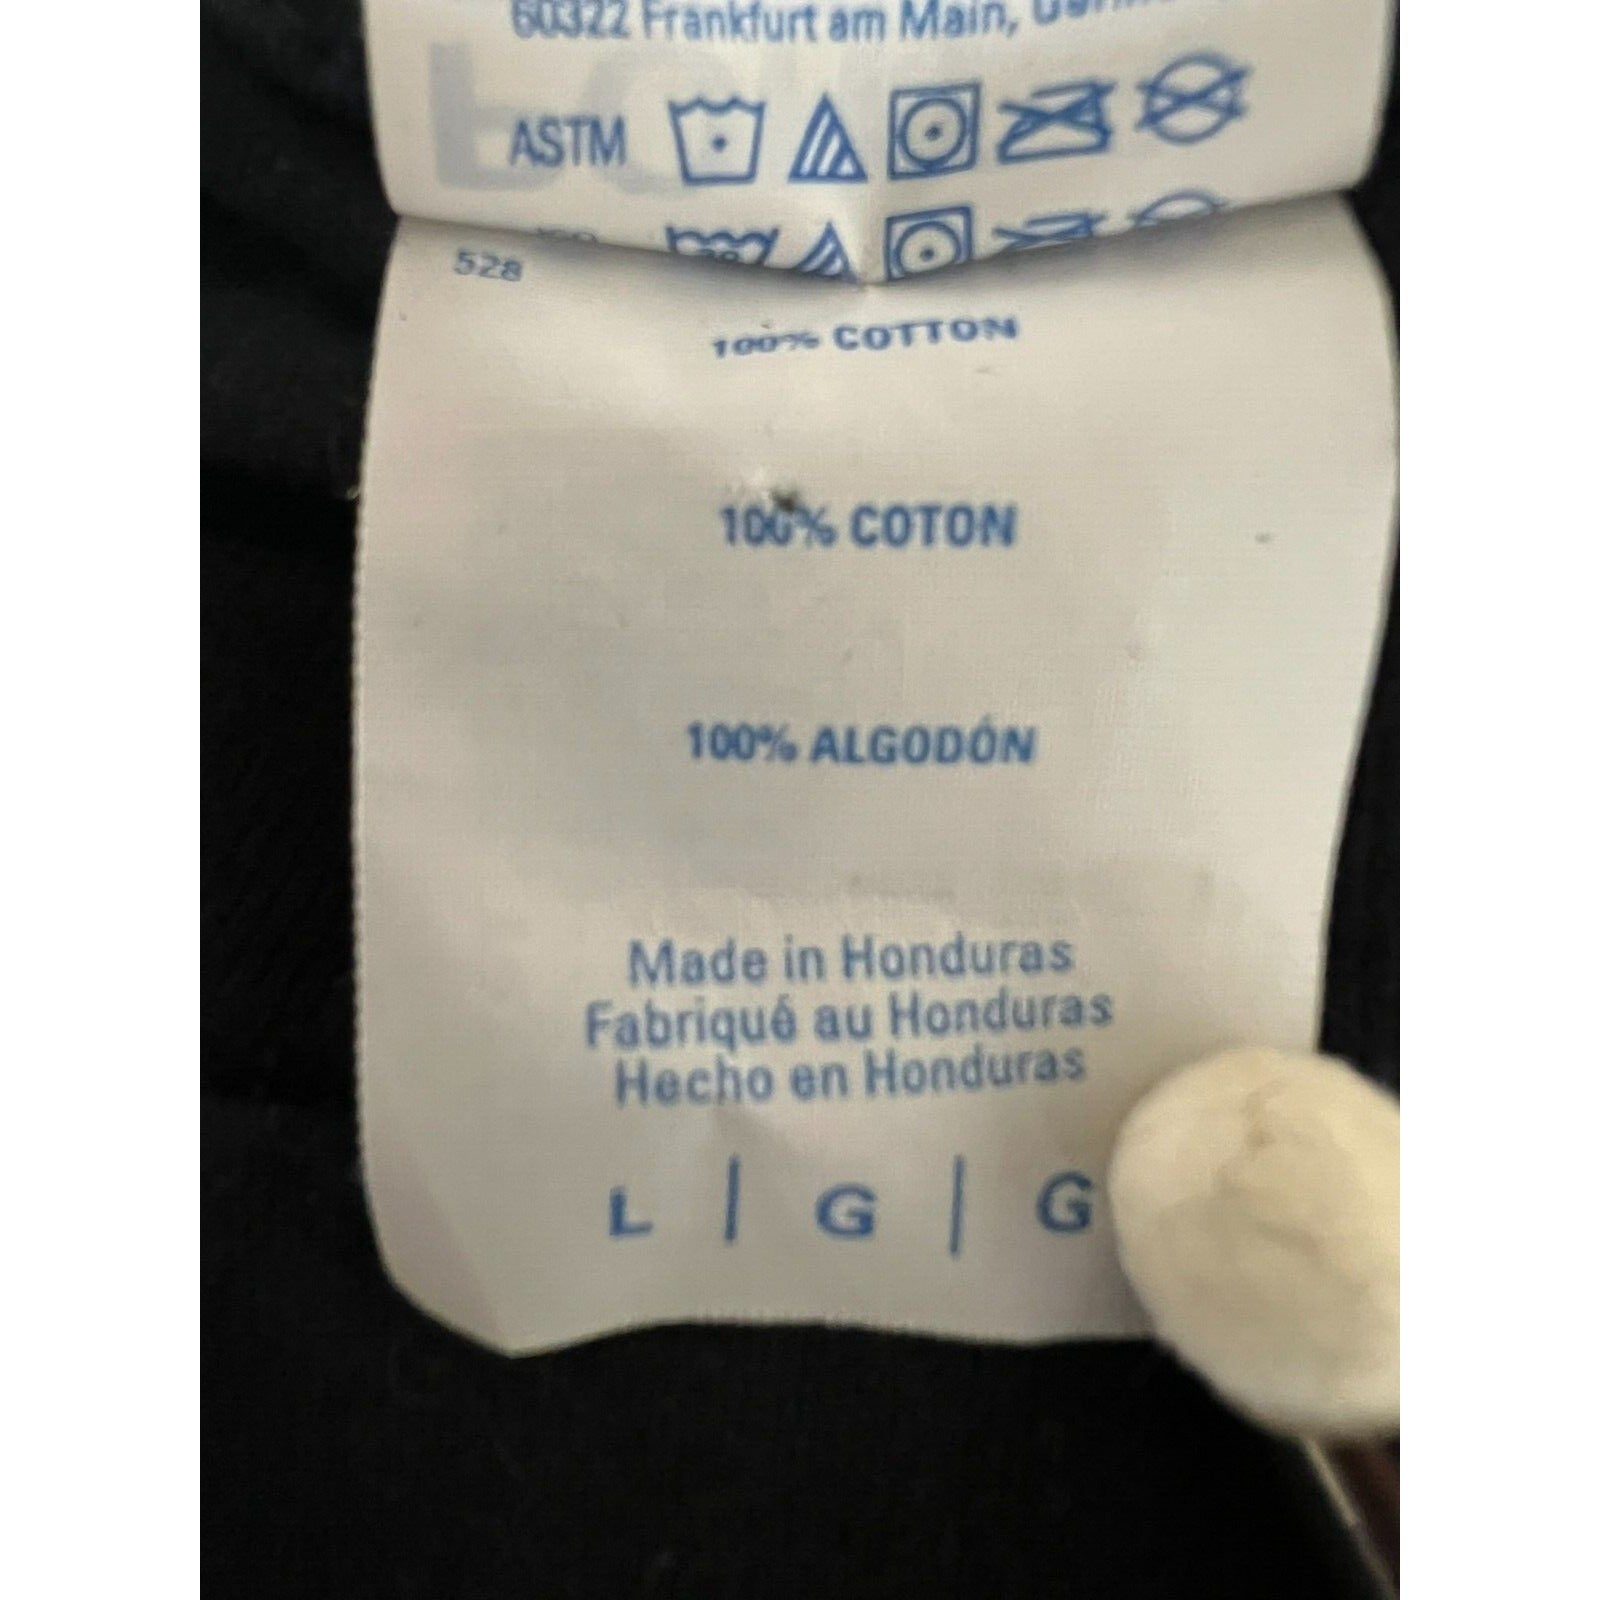 60322 Frankfurt am Main,
ASTM
528
100% COTTON
100% COTON
100% ALGODÓN
Made in Honduras
Fabriqué au Honduras
Hecho en Honduras
L | G | G